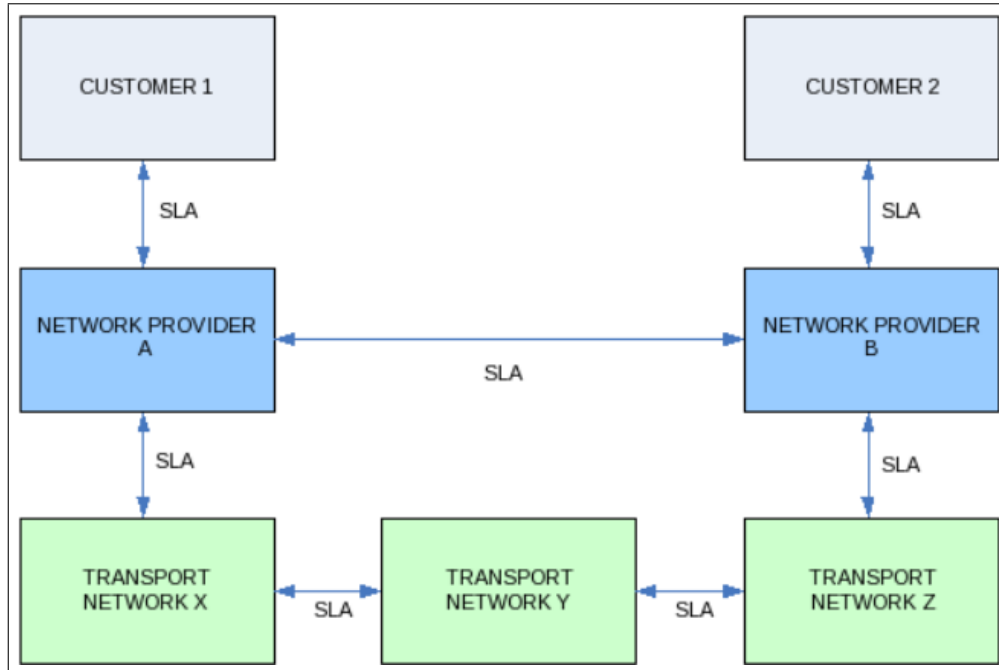 CUSTOMER 1
CUSTOMER 2
SLA
SLA
NETWORK PROVIDER
A
NETWORK PROVIDER
B
SLA
SLA
SLA
TRANSPORT
NETWORK X
TRANSPORT
NETWORK Y
TRANSPORT
NETWORK Z
SLA
SLA